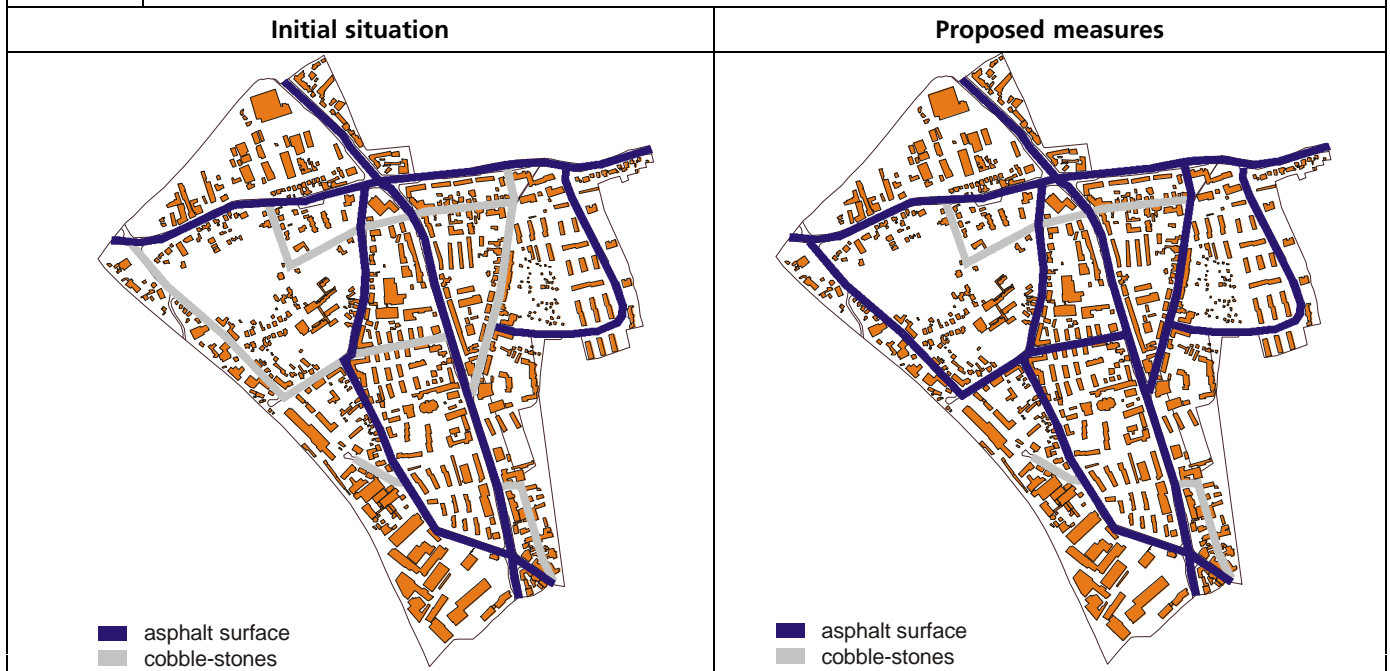 Initial situation
Proposed measures
asphalt surface
cobble-stones
asphalt surface
cobble-stones